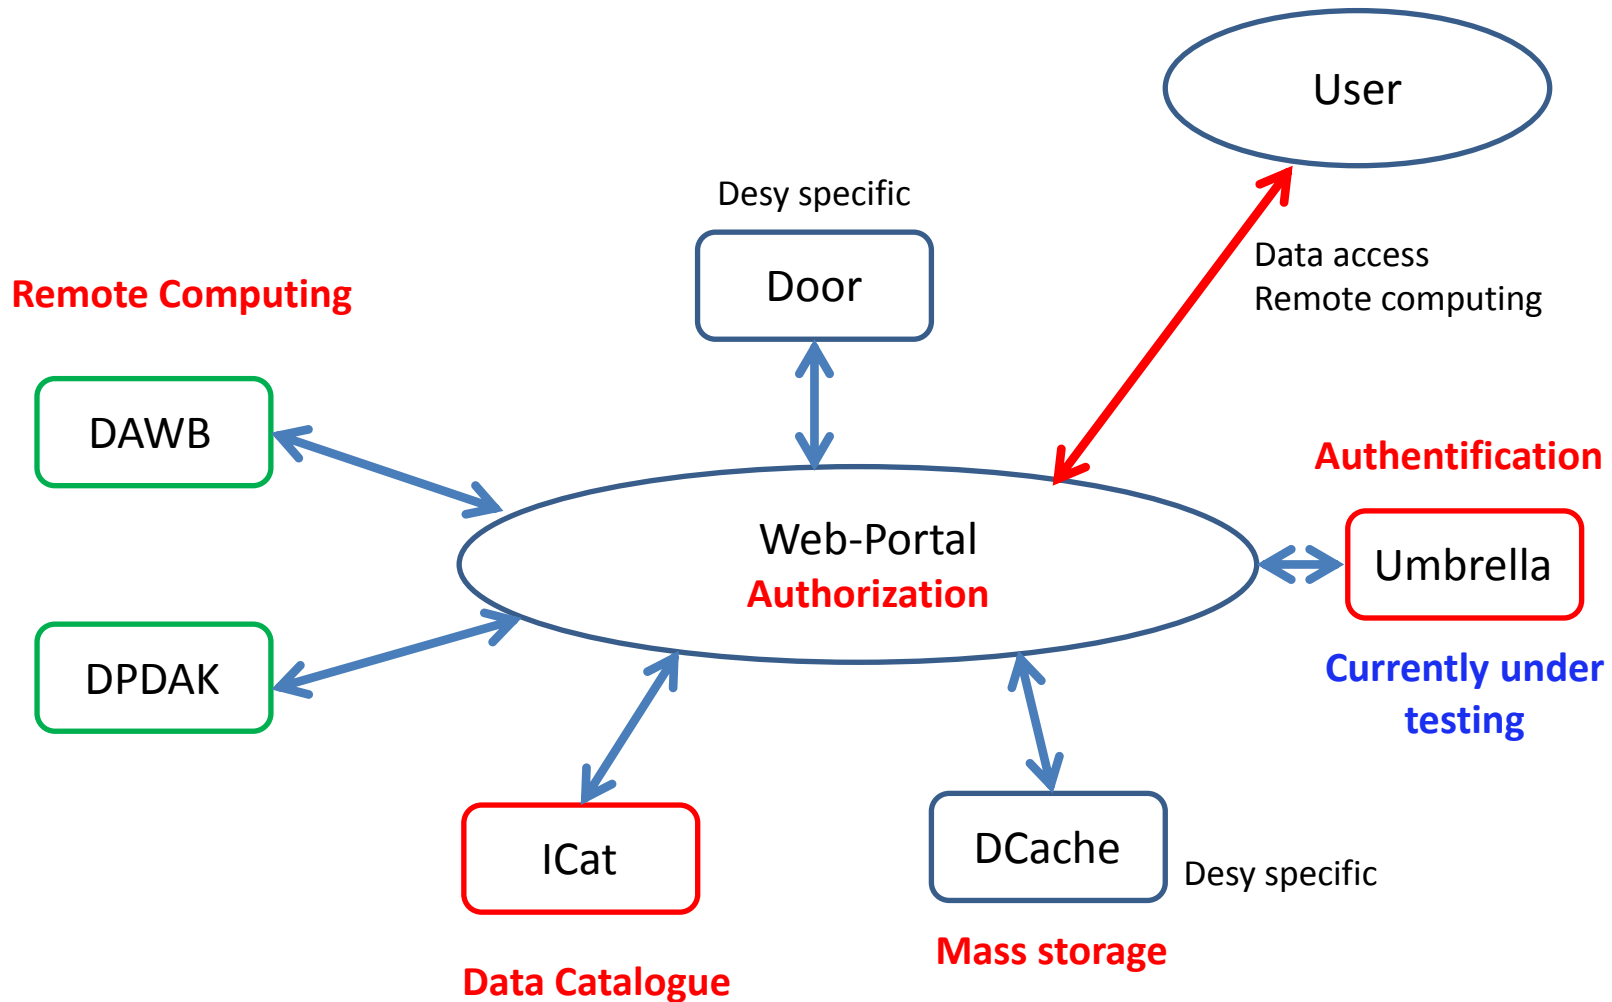 User
Desy specific
Door
Data access
Remote computing
Remote Computing
DAWB
Authentification
Web-Portal
Authorization
Umbrella
DPDAK
Currently under
testing
ICat
DCache
Desy specific
Mass storage
Data Catalogue